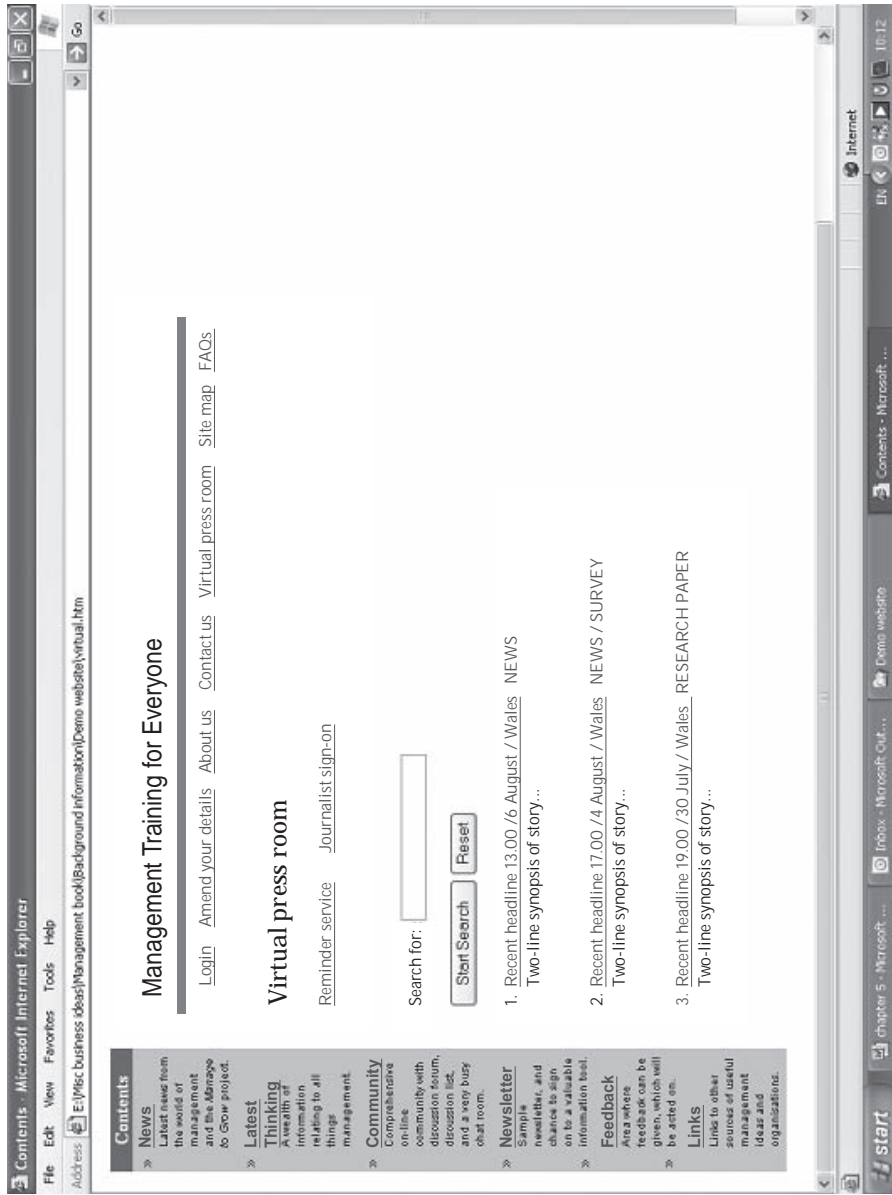 Contents - Microsoft Internet Explorer
File Edit View Favorites Tools Help
Address E:\Misc business ideas\Management book\Background information\Demo website\virtual.htm Go
Contents
» News
Latest news from
the world of
management
and the Manage
to Grow project.
» Latest
Thinking
A wealth of
information
relating to all
things
management.
» Community
Comprehensive
on-line
community with
discussion forum,
discussion list,
and a very busy
chat room.
» Newsletter
Sample
newsletter, and
chance to sign
on to a valuable
information tool.
» Feedback
Area where
feedback can be
given, which will
be acted on.
» Links
Links to other
sources of useful
management
ideas and
organisations.
Management Training for Everyone
Login Amend your details About us Contact us Virtual press room Site map FAQs
Virtual press room
Reminder service Journalist sign-on
Search for:
Start Search Reset
1. Recent headline 13.00 /6 August / Wales NEWS
Two-line synopsis of story...
2. Recent headline 17.00 /4 August / Wales NEWS / SURVEY
Two-line synopsis of story...
3. Recent headline 19.00 /30 July / Wales RESEARCH PAPER
Two-line synopsis of story...
Internet
start chapter 5 - Microsoft ... Inbox - Microsoft Out... Demo website Contents - Microsoft ... EN 10:12